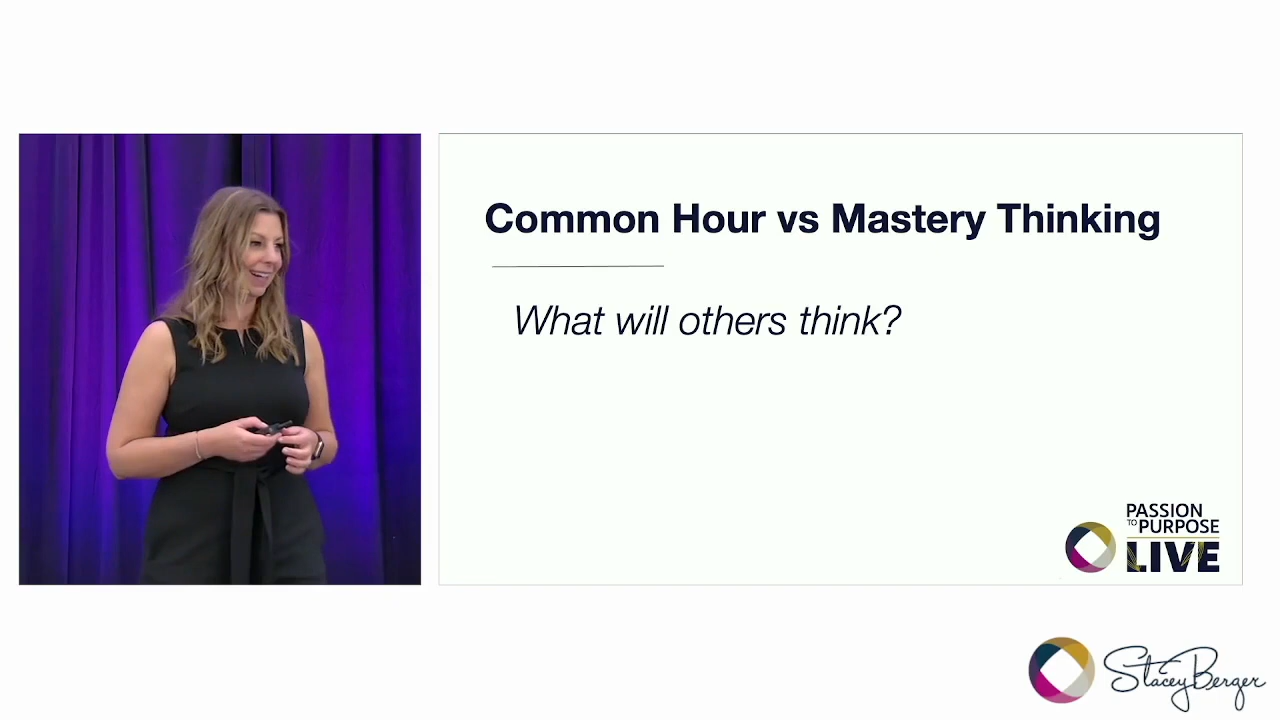 Common Hour vs Mastery Thinking
What will others think?
PASSION
TO PURPOSE
LIVE
Stacey Berger